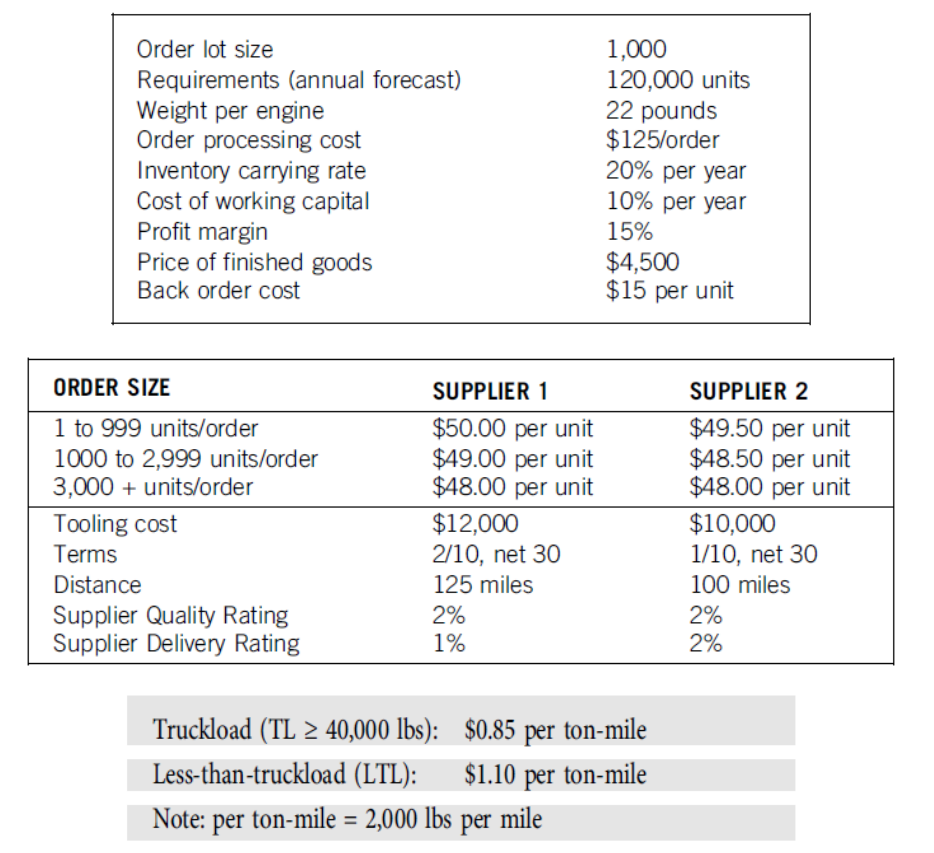 Order lot size 1,000
Requirements (annual forecast) 120,000 units
Weight per engine 22 pounds
Order processing cost $125/order
Inventory carrying rate 20% per year
Cost of working capital 10% per year
Profit margin 15%
Price of finished goods $4,500
Back order cost $15 per unit
ORDER SIZE SUPPLIER 1 SUPPLIER 2
1 to 999 units/order $50.00 per unit $49.50 per unit
1000 to 2,999 units/order $49.00 per unit $48.50 per unit
3,000 + units/order $48.00 per unit $48.00 per unit
Tooling cost $12,000 $10,000
Terms 2/10, net 30 1/10, net 30
Distance 125 miles 100 miles
Supplier Quality Rating 2% 2%
Supplier Delivery Rating 1% 2%
Truckload (TL ≥ 40,000 lbs): $0.85 per ton-mile
Less-than-truckload (LTL): $1.10 per ton-mile
Note: per ton-mile = 2,000 lbs per mile